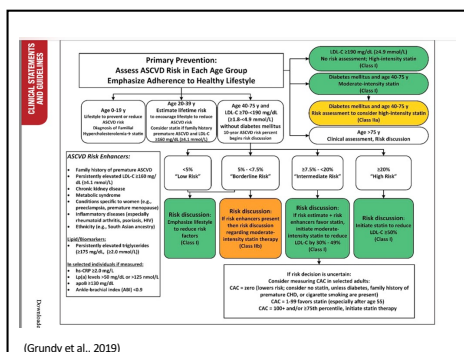 CLINICAL STATEMENTS
AND GUIDELINES
Primary Prevention:
Assess ASCVD Risk in Each Age Group
Emphasize Adherence to Healthy Lifestyle
LDL-C ≥190 mg/dL (≥4.9 mmol/L)
No risk assessment; High-intensity statin
(Class I)
Diabetes mellitus and age 40-75 y
Moderate-intensity statin
(Class I)
Diabetes mellitus and age 40-75 y
Risk assessment to consider high-intensity statin
(Class IIa)
Age >75 y
Clinical assessment, Risk discussion
Age 0-19 y
Lifestyle to prevent or reduce
ASCVD risk
Diagnosis of Familial
Hypercholesterolemia→ statin
Age 20-39 y
Estimate lifetime risk
to encourage lifestyle to reduce
ASCVD risk
Consider statin if family history
premature ASCVD and LDL-C
≥160 mg/dL (≥4.1 mmol/L)
Age 40-75 y and
LDL-C ≥70-<190 mg/dL
(≥1.8-<4.9 mmol/L)
without diabetes mellitus
10-year ASCVD risk percent
begins risk discussion
<5%
"Low Risk"
5% - <7.5%
"Borderline Risk"
≥7.5% - <20%
"Intermediate Risk"
≥20%
"High Risk"
Risk discussion:
Emphasize lifestyle
to reduce risk
factors
(Class I)
Risk discussion:
If risk enhancers present
then risk discussion
regarding moderate-
intensity statin therapy
(Class IIb)
Risk discussion:
If risk estimate + risk
enhancers favor statin,
initiate moderate-
intensity statin to reduce
LDL-C by 30% - 49%
(Class I)
Risk discussion:
Initiate statin to reduce
LDL-C ≥50%
(Class I)
ASCVD Risk Enhancers:
• Family history of premature ASCVD
• Persistently elevated LDL-C ≥160 mg/
dL (≥4.1 mmol/L)
• Chronic kidney disease
• Metabolic syndrome
• Conditions specific to women (e.g.,
preeclampsia, premature menopause)
• Inflammatory diseases (especially
rheumatoid arthritis, psoriasis, HIV)
• Ethnicity (e.g., South Asian ancestry)
Lipid/Biomarkers:
• Persistently elevated triglycerides
(≥175 mg/dL, (≥2.0 mmol/L)
In selected individuals if measured:
• hs-CRP ≥2.0 mg/L
• Lp(a) levels >50 mg/dL or >125 nmol/L
• apoB ≥130 mg/dL
• Ankle-brachial index (ABI) <0.9
If risk decision is uncertain:
Consider measuring CAC in selected adults:
CAC = zero (lowers risk; consider no statin, unless diabetes, family history of
premature CHD, or cigarette smoking are present)
CAC = 1-99 favors statin (especially after age 55)
CAC = 100+ and/or ≥75th percentile, initiate statin therapy
(Grundy et al., 2019)